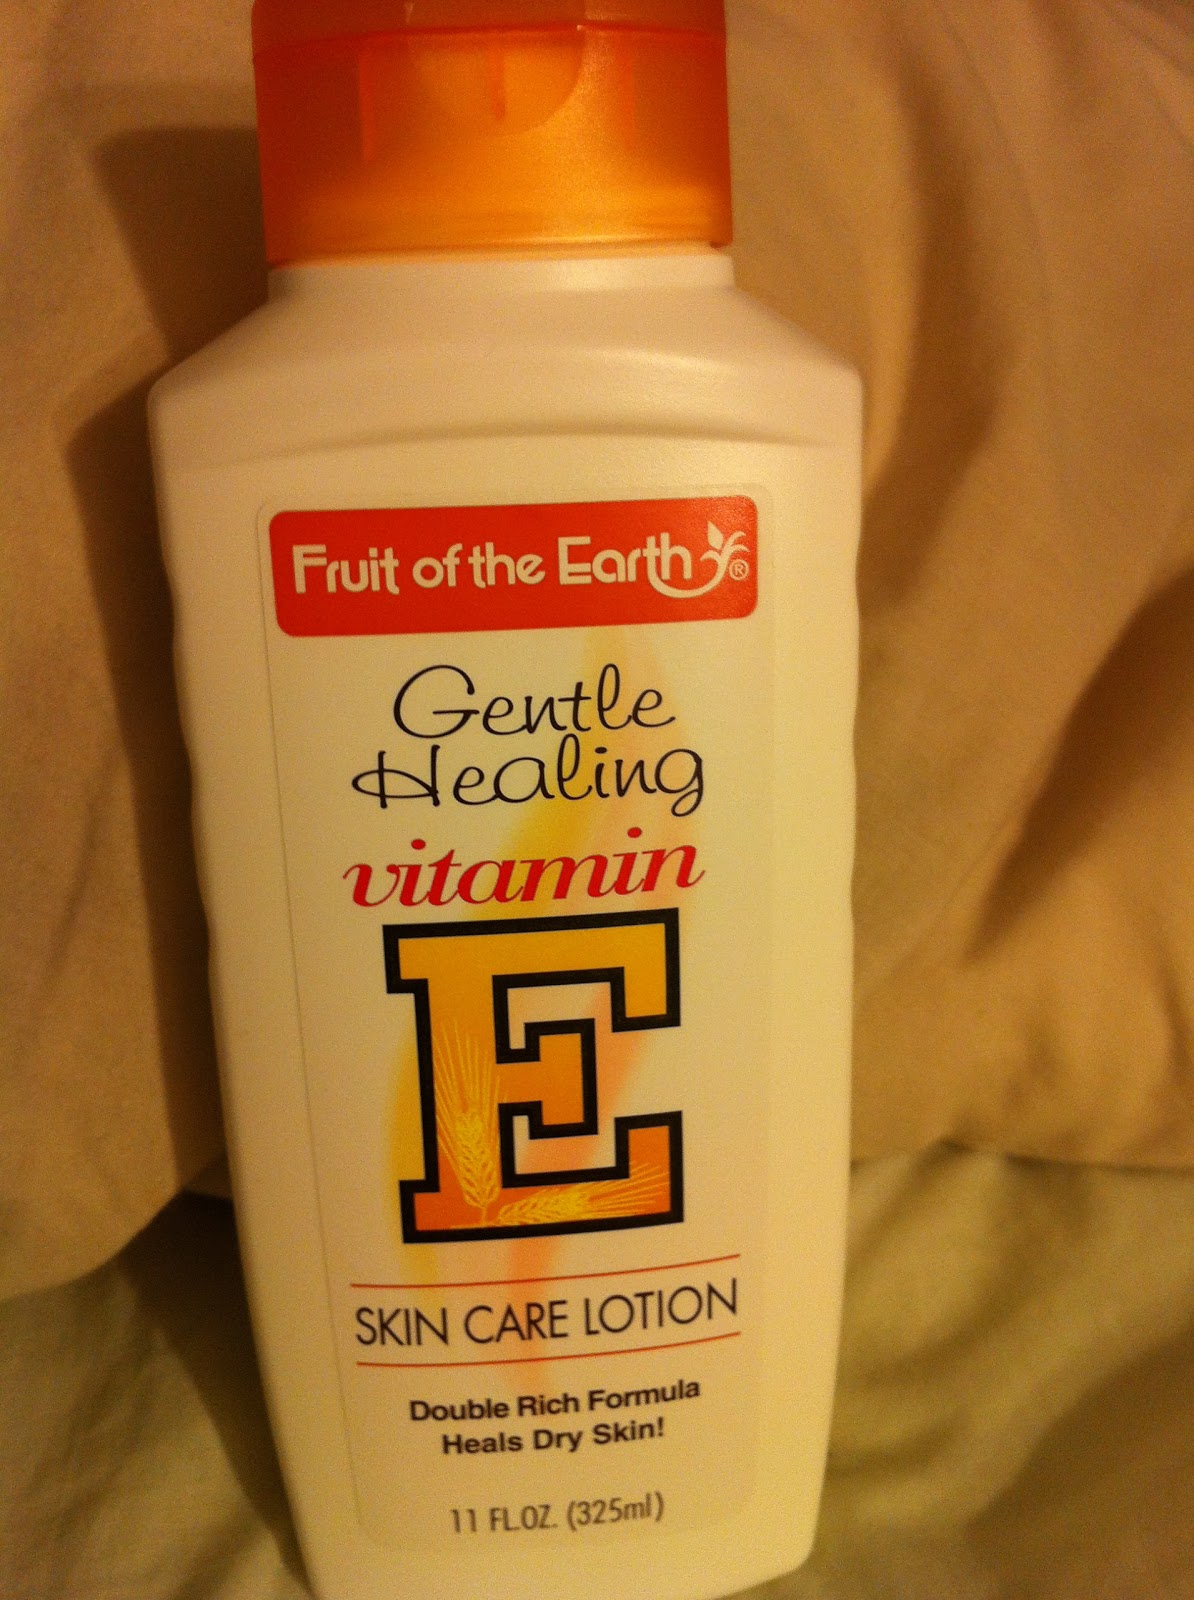 Fruit of the Earth®
Gentle
Healing
vitamin
E
SKIN CARE LOTION
Double Rich Formula
Heals Dry Skin!
11 FL.OZ. (325ml)